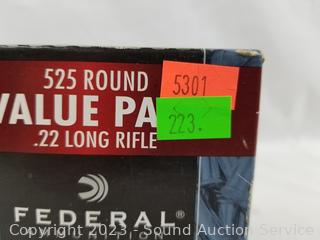 525 ROUND
5301
VALUE PA
223.
.22 LONG RIFLE
FEDERAL®
Copyright 2023 - Sound Auction Service